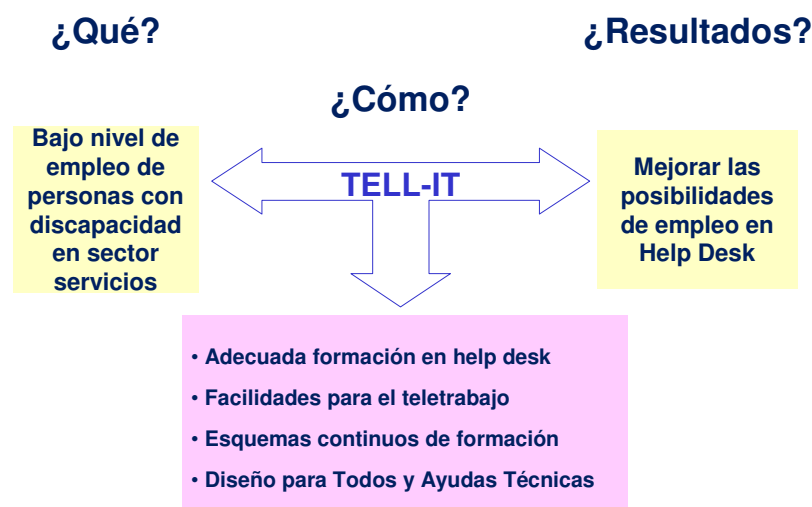 ¿Qué?
¿Resultados?
¿Cómo?
Bajo nivel de
empleo de
personas con
discapacidad
en sector
servicios
TELL-IT
Mejorar las
posibilidades
de empleo en
Help Desk
• Adecuada formación en help desk
• Facilidades para el teletrabajo
• Esquemas continuos de formación
• Diseño para Todos y Ayudas Técnicas